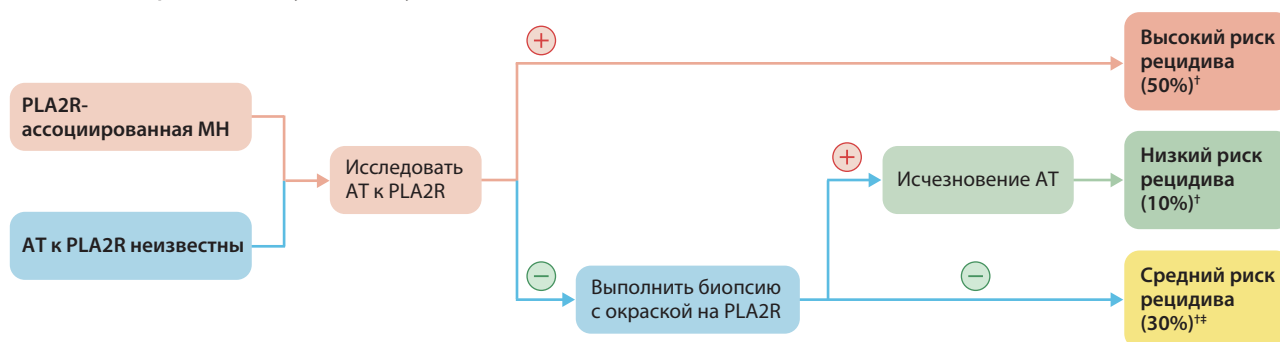 PLA2R-
ассоциированная МН
АТ к PLA2R неизвестны
Исследовать
АТ к PLA2R
+
−
Выполнить биопсию
с окраской на PLA2R
+
−
Исчезновение АТ
Высокий риск
рецидива
(50%)†
Низкий риск
рецидива
(10%)†
Средний риск
рецидива
(30%)†‡